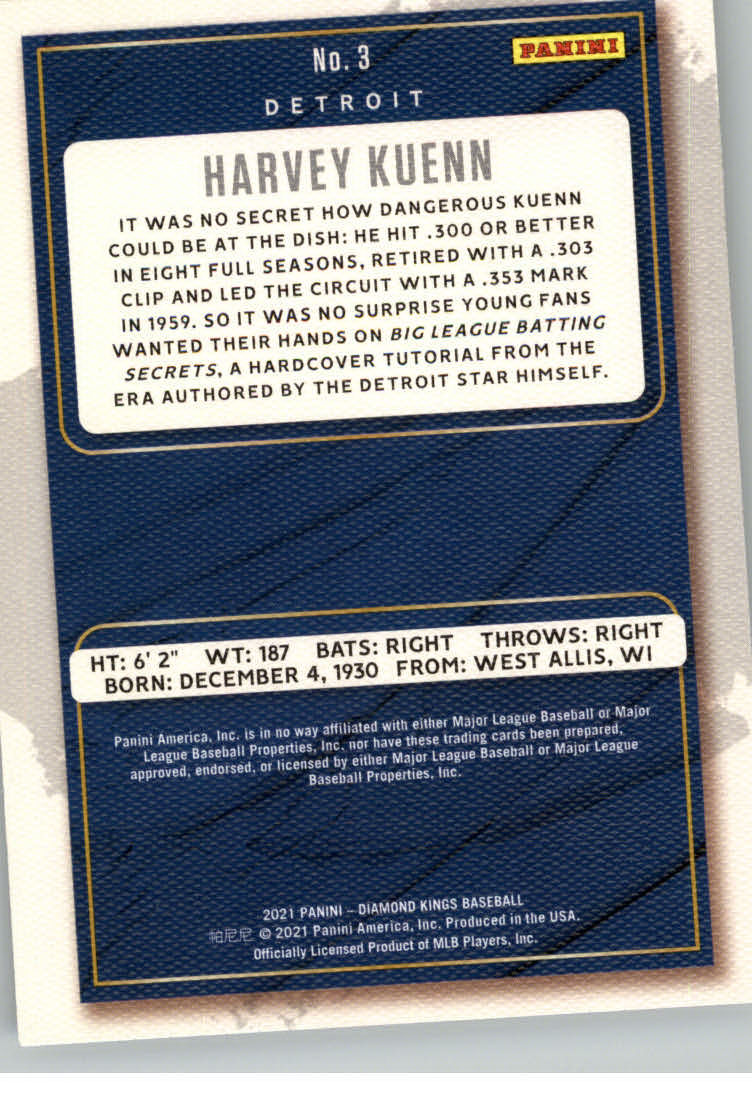 No. 3
PANINI
DETROIT
HARVEY KUENN
IT WAS NO SECRET HOW DANGEROUS KUENN
COULD BE AT THE DISH: HE HIT .300 OR BETTER
IN EIGHT FULL SEASONS, RETIRED WITH A .303
CLIP AND LED THE CIRCUIT WITH A .353 MARK
IN 1959. SO IT WAS NO SURPRISE YOUNG FANS
WANTED THEIR HANDS ON BIG LEAGUE BATTING
SECRETS, A HARDCOVER TUTORIAL FROM THE
ERA AUTHORED BY THE DETROIT STAR HIMSELF.
HT: 6' 2" WT: 187 BATS: RIGHT THROWS: RIGHT
BORN: DECEMBER 4, 1930 FROM: WEST ALLIS, WI
Panini America, Inc. is in no way affiliated with either Major League Baseball or Major
League Baseball Properties, Inc. nor have these trading cards been prepared,
approved, endorsed, or licensed by either Major League Baseball or Major League
Baseball Properties, Inc.
2021 PANINI – DIAMOND KINGS BASEBALL
帕尼尼 © 2021 Panini America, Inc. Produced in the USA.
Officially Licensed Product of MLB Players, Inc.